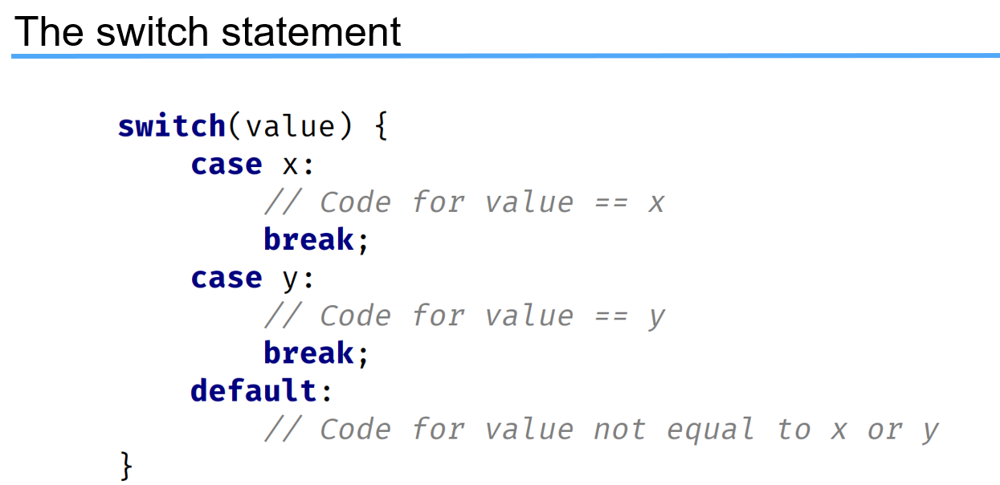 The switch statement
switch(value) {
case x:
// Code for value == x
break;
case y:
// Code for value == y
break;
default:
// Code for value not equal to x or y
}